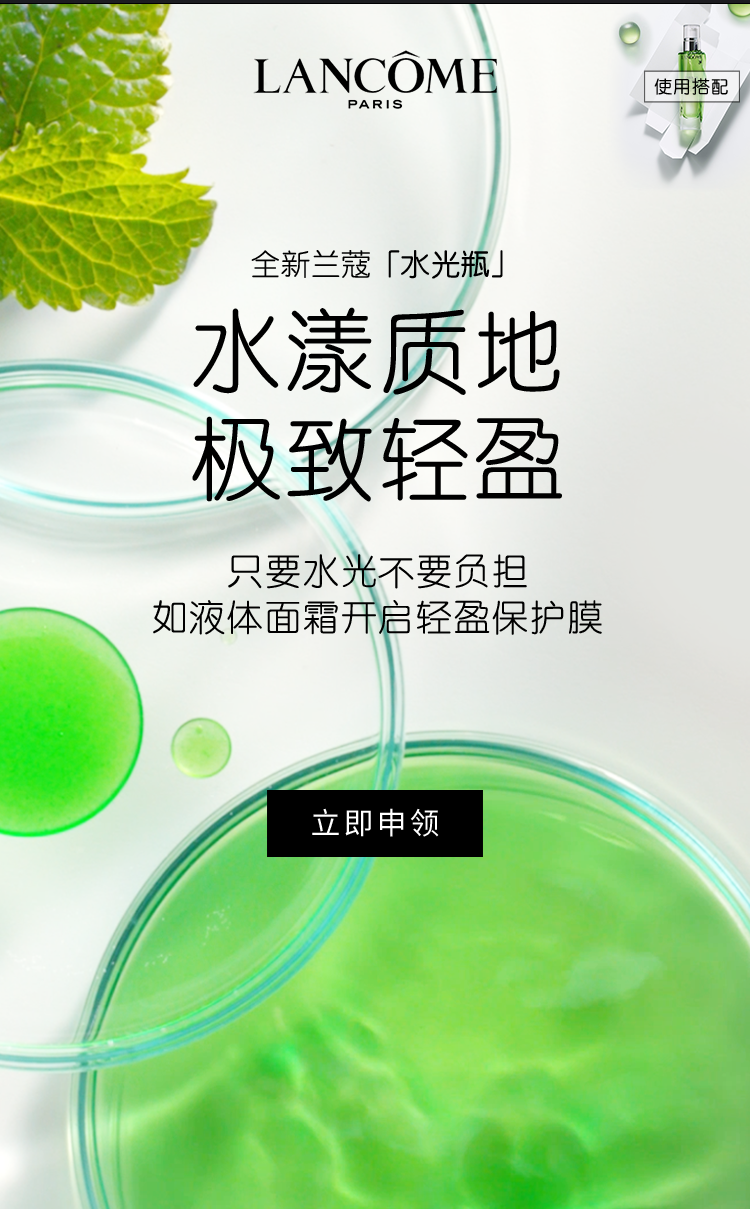 LANCÔME
PARIS
使用搭配
全新兰蔻「水光瓶」
水漾质地
极致轻盈
只要水光不要负担
如液体面霜开启轻盈保护膜
立即申领